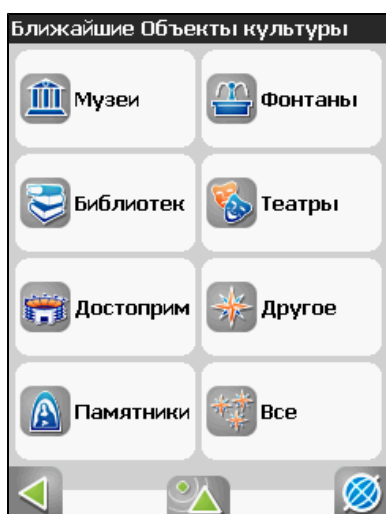 Ближайшие Объекты культуры
Музеи
Фонтаны
Библиотек
Театры
Достоприм
Другое
Памятники
Все